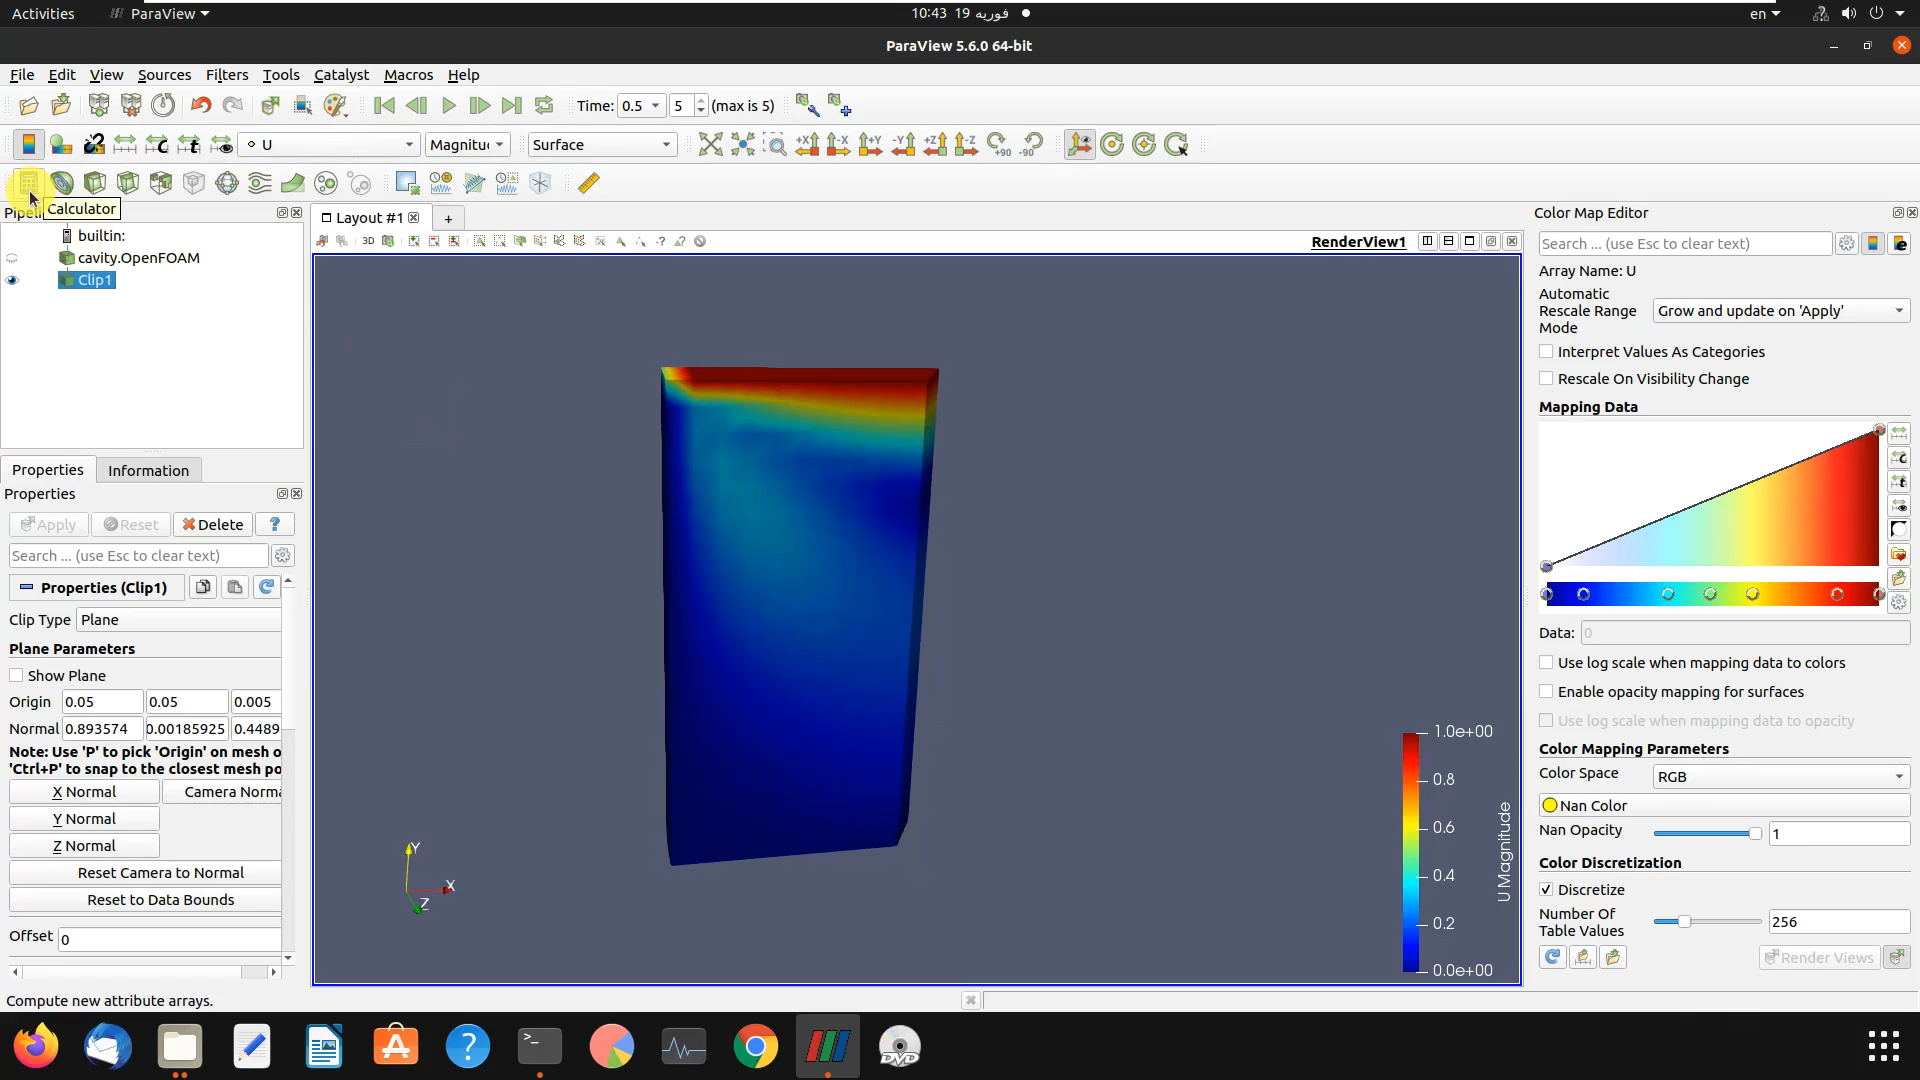 Activities
ParaView
10:43 19 فوریه
en
ParaView 5.6.0 64-bit
File Edit View Sources Filters Tools Catalyst Macros Help
Time: 0.5 5 (max is 5)
U
Magnitu
Surface
+X -X +Y -Y +Z -Z +90 -90
Calculator
Pipeli
builtin:
cavity.OpenFOAM
Clip1
Layout #1
+
3D
RenderView1
Properties
Information
Properties
Apply
Reset
Delete
?
Search ... (use Esc to clear text)
Properties (Clip1)
Clip Type Plane
Plane Parameters
Show Plane
Origin 0.05 0.05 0.005
Normal 0.893574 0.00185925 0.4489
Note: Use 'P' to pick 'Origin' on mesh o
'Ctrl+P' to snap to the closest mesh po
X Normal
Camera Norma
Y Normal
Z Normal
Reset Camera to Normal
Reset to Data Bounds
Offset 0
Compute new attribute arrays.
Y
X
Z
1.0e+00
0.8
0.6
0.4
0.2
0.0e+00
U Magnitude
Color Map Editor
Search ... (use Esc to clear text)
Array Name: U
Automatic
Rescale Range
Mode
Grow and update on 'Apply'
Interpret Values As Categories
Rescale On Visibility Change
Mapping Data
Data: 0
Use log scale when mapping data to colors
Enable opacity mapping for surfaces
Use log scale when mapping data to opacity
Color Mapping Parameters
Color Space RGB
Nan Color
Nan Opacity 1
Color Discretization
Discretize
Number Of
Table Values
256
Render Views
DVD